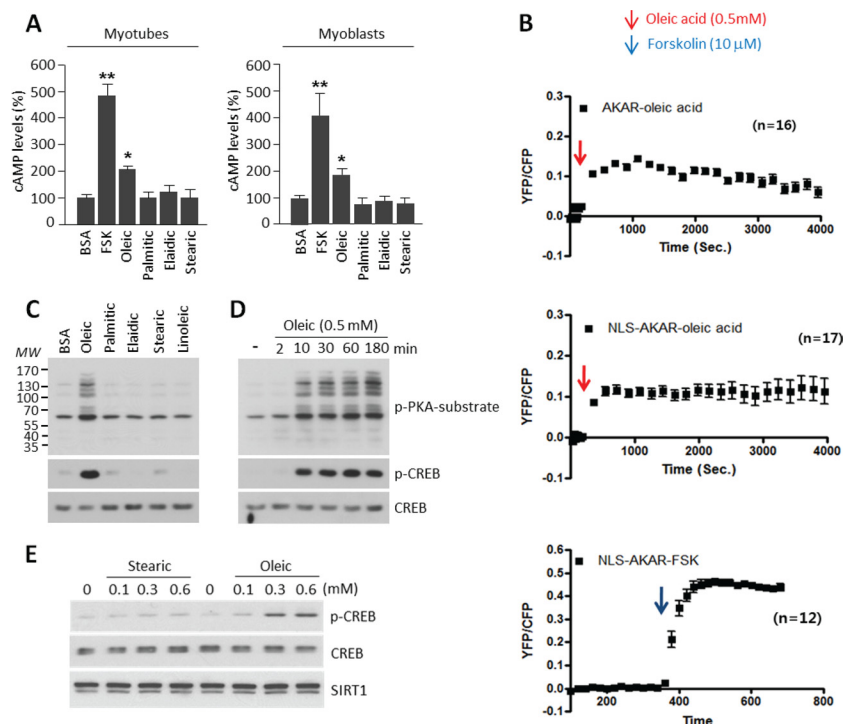 A
Myotubes
cAMP levels (%)
600
500
400
300
200
100
0
**
*
BSA
FSK
Oleic
Palmitic
Elaidic
Stearic
Myoblasts
cAMP levels (%)
600
500
400
300
200
100
0
**
*
BSA
FSK
Oleic
Palmitic
Elaidic
Stearic
B
Oleic acid (0.5mM)
Forskolin (10 μM)
AKAR-oleic acid
(n=16)
YFP/CFP
0.3
0.2
0.1
0.0
-0.1
1000 2000 3000 4000
Time (Sec.)
NLS-AKAR-oleic acid
(n=17)
YFP/CFP
0.3
0.2
0.1
0.0
-0.1
1000 2000 3000 4000
Time (Sec.)
NLS-AKAR-FSK
(n=12)
YFP/CFP
0.6
0.5
0.4
0.3
0.2
0.1
0.0
-0.1
200 400 600 800
Time
C
BSA
Oleic
Palmitic
Elaidic
Stearic
Linoleic
MW
170
130
100
70
55
40
35
D
Oleic (0.5 mM)
- 2 10 30 60 180 min
p-PKA-substrate
p-CREB
CREB
E
Stearic Oleic
0 0.1 0.3 0.6 0 0.1 0.3 0.6 (mM)
p-CREB
CREB
SIRT1